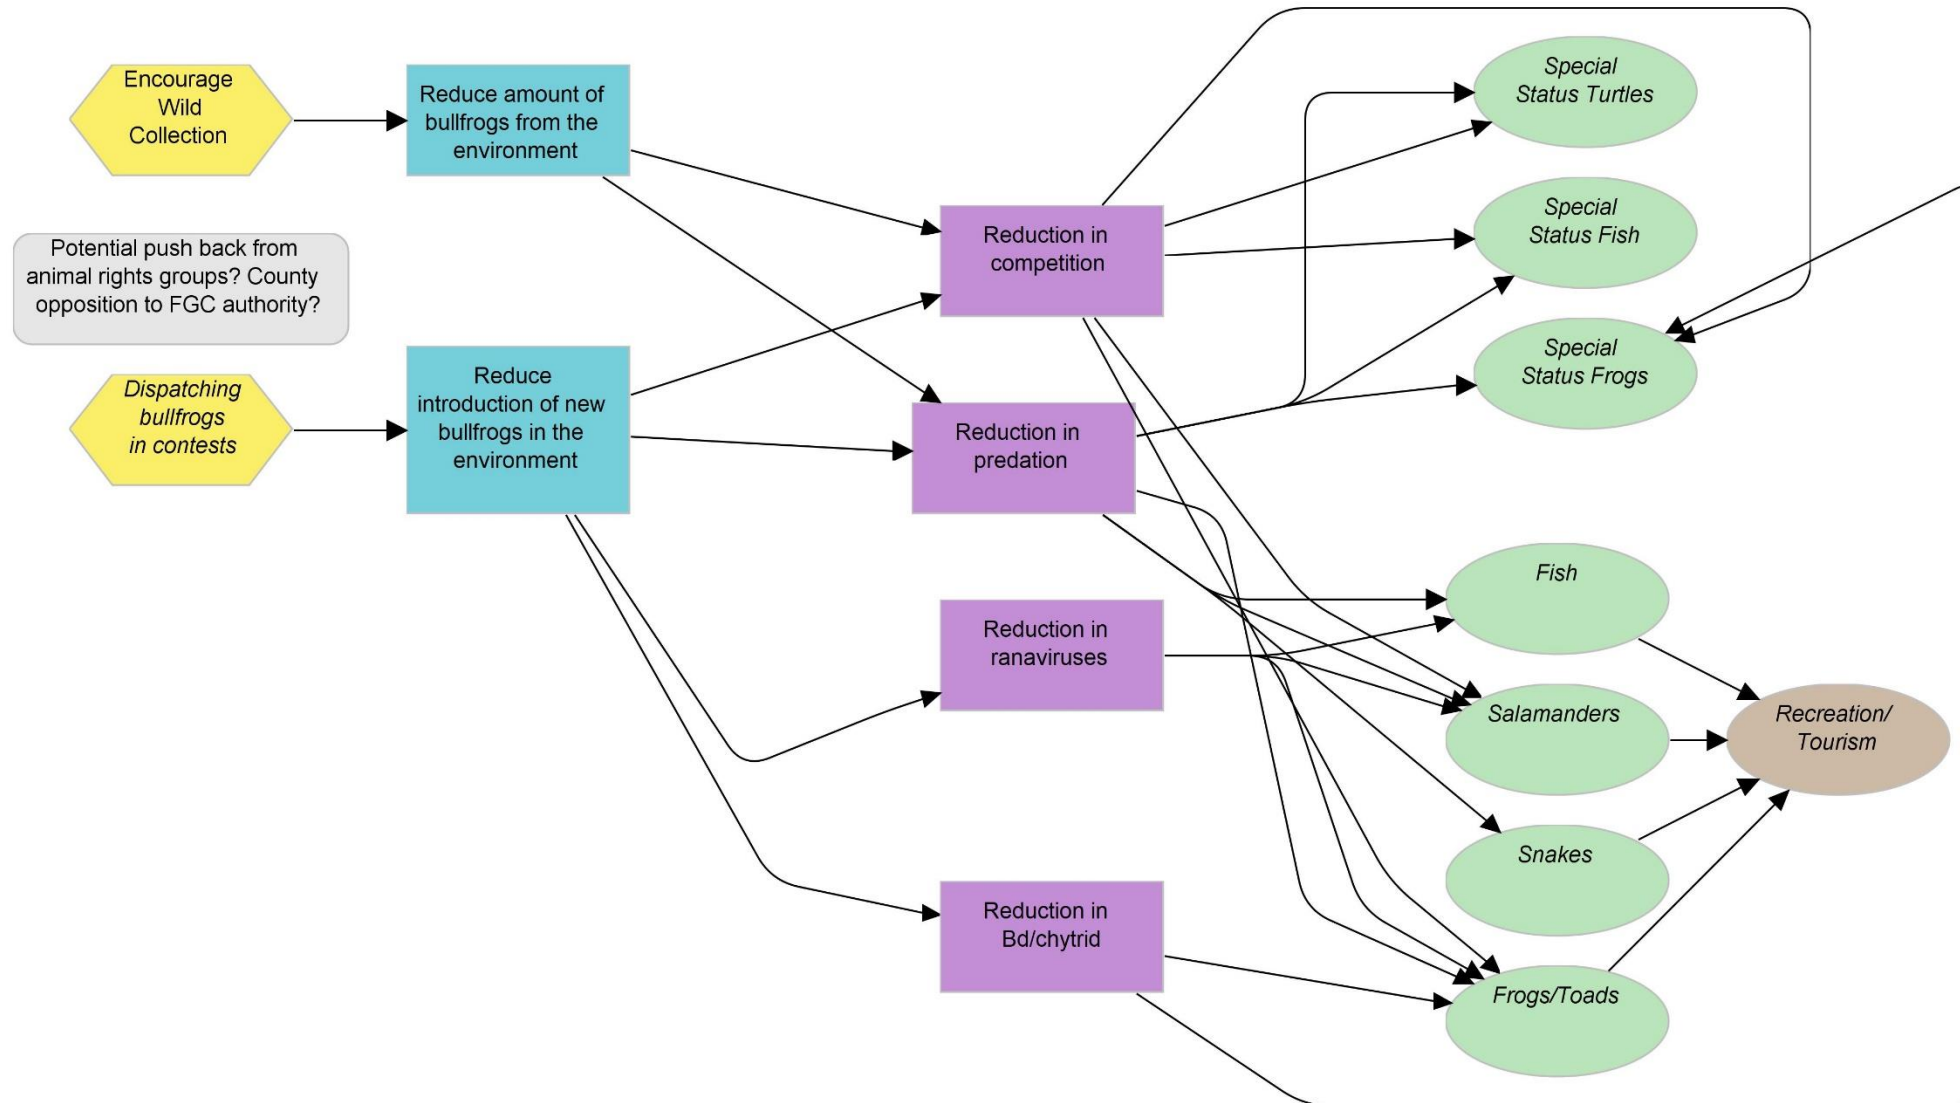 Encourage
Wild
Collection
Reduce amount of
bullfrogs from the
environment
Potential push back from
animal rights groups? County
opposition to FGC authority?
Dispatching
bullfrogs
in contests
Reduce
introduction of new
bullfrogs in the
environment
Reduction in
competition
Reduction in
predation
Reduction in
ranaviruses
Reduction in
Bd/chytrid
Special
Status Turtles
Special
Status Fish
Special
Status Frogs
Fish
Salamanders
Snakes
Frogs/Toads
Recreation/
Tourism